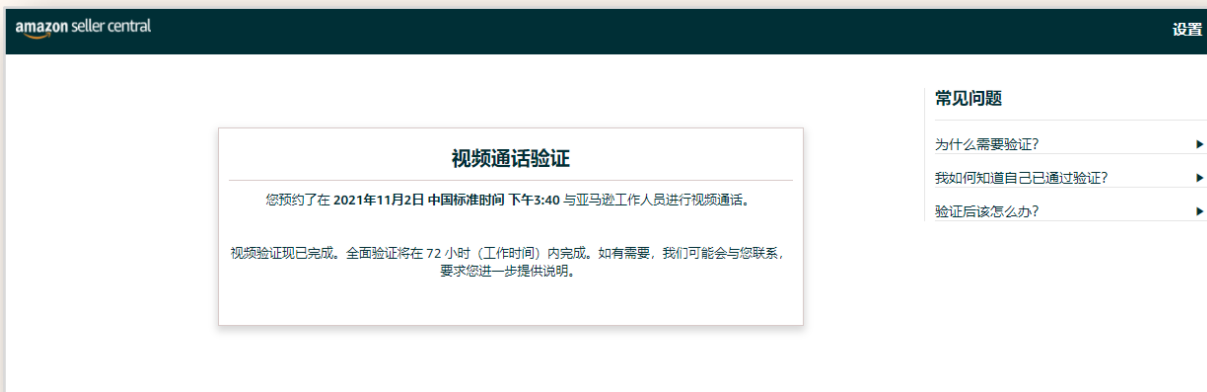 amazon seller central
设置
视频通话验证
您预约了在 2021年11月2日 中国标准时间 下午3:40 与亚马逊工作人员进行视频通话。
视频验证现已完成。全面验证将在 72 小时（工作时间）内完成。如有需要，我们可能会与您联系，
要求您进一步提供说明。
常见问题
为什么需要验证?
我如何知道自己已通过验证?
验证后该怎么办?